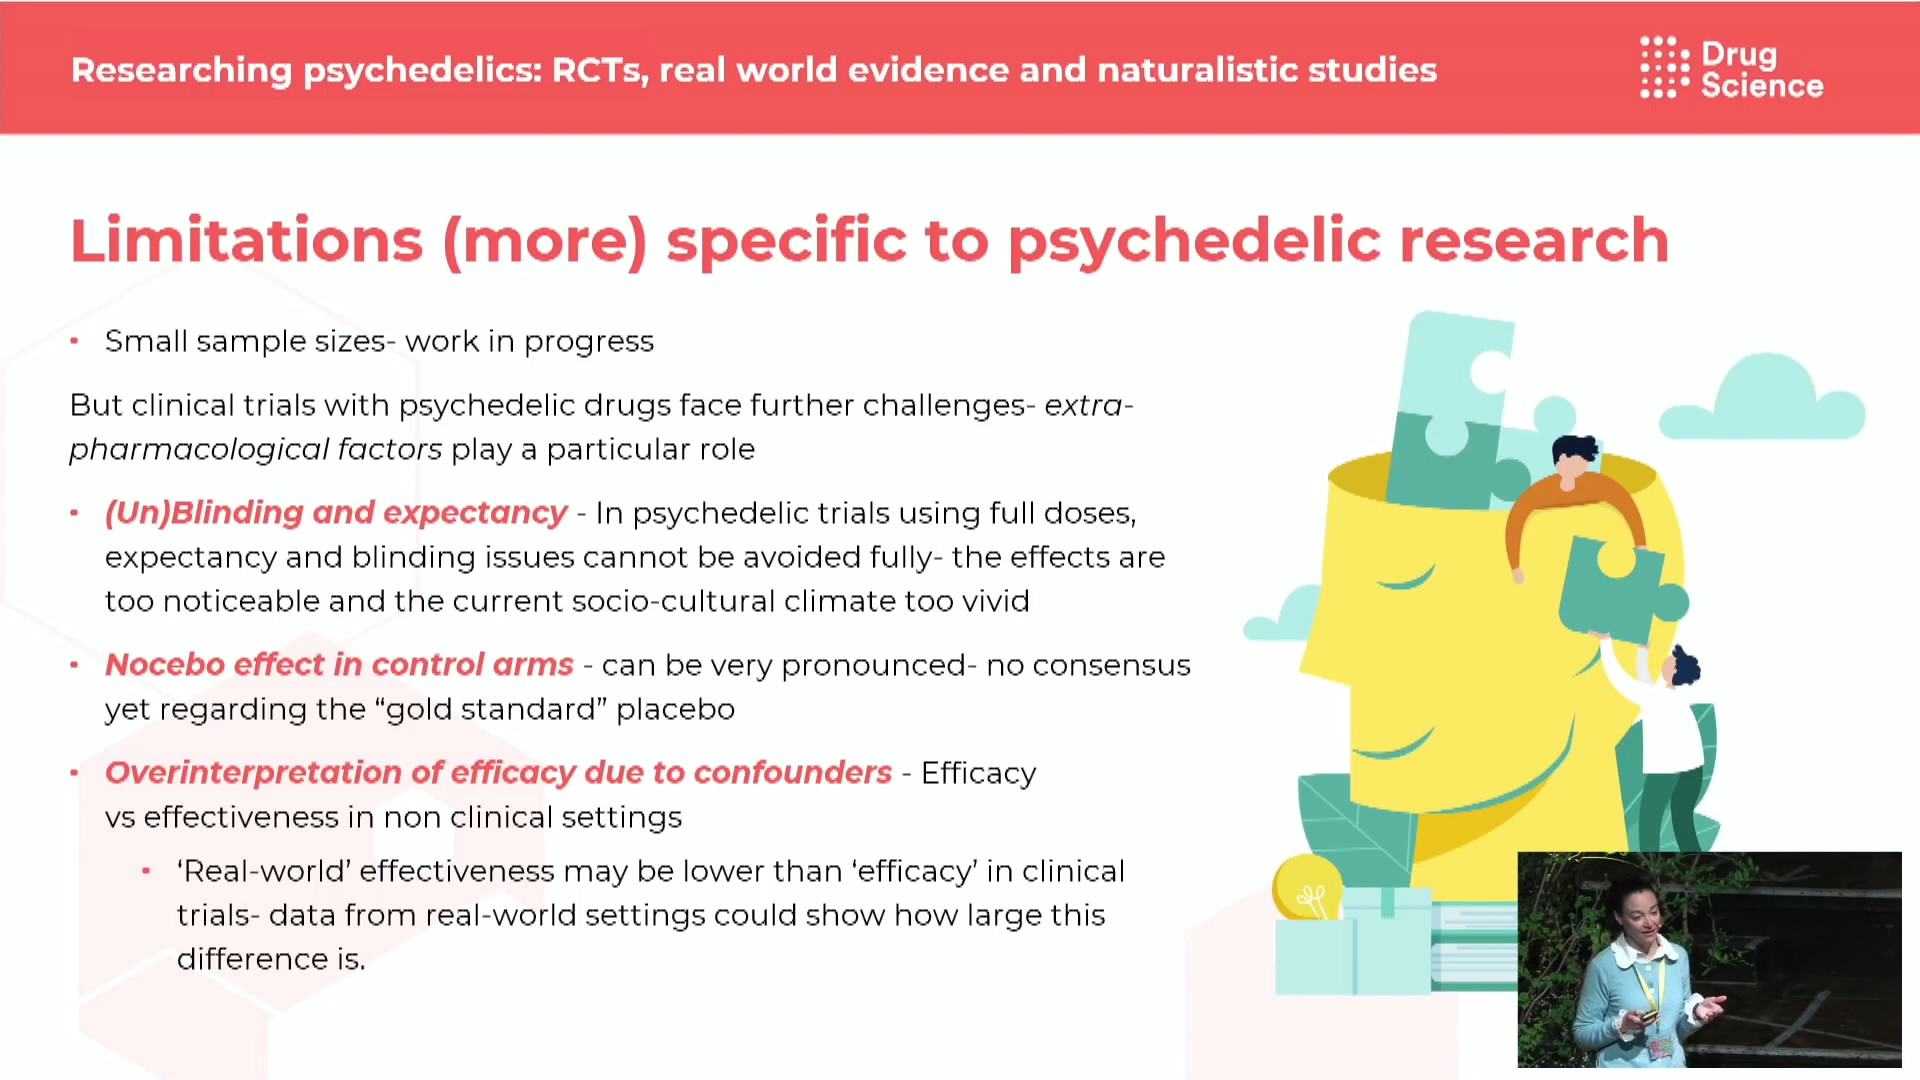 Researching psychedelics: RCTs, real world evidence and naturalistic studies
Drug
Science
Limitations (more) specific to psychedelic research
• Small sample sizes- work in progress
But clinical trials with psychedelic drugs face further challenges- extra-
pharmacological factors play a particular role
• (Un)Blinding and expectancy - In psychedelic trials using full doses,
expectancy and blinding issues cannot be avoided fully- the effects are
too noticeable and the current socio-cultural climate too vivid
• Nocebo effect in control arms - can be very pronounced- no consensus
yet regarding the “gold standard” placebo
• Overinterpretation of efficacy due to confounders - Efficacy
vs effectiveness in non clinical settings
• ‘Real-world’ effectiveness may be lower than ‘efficacy’ in clinical
trials- data from real-world settings could show how large this
difference is.